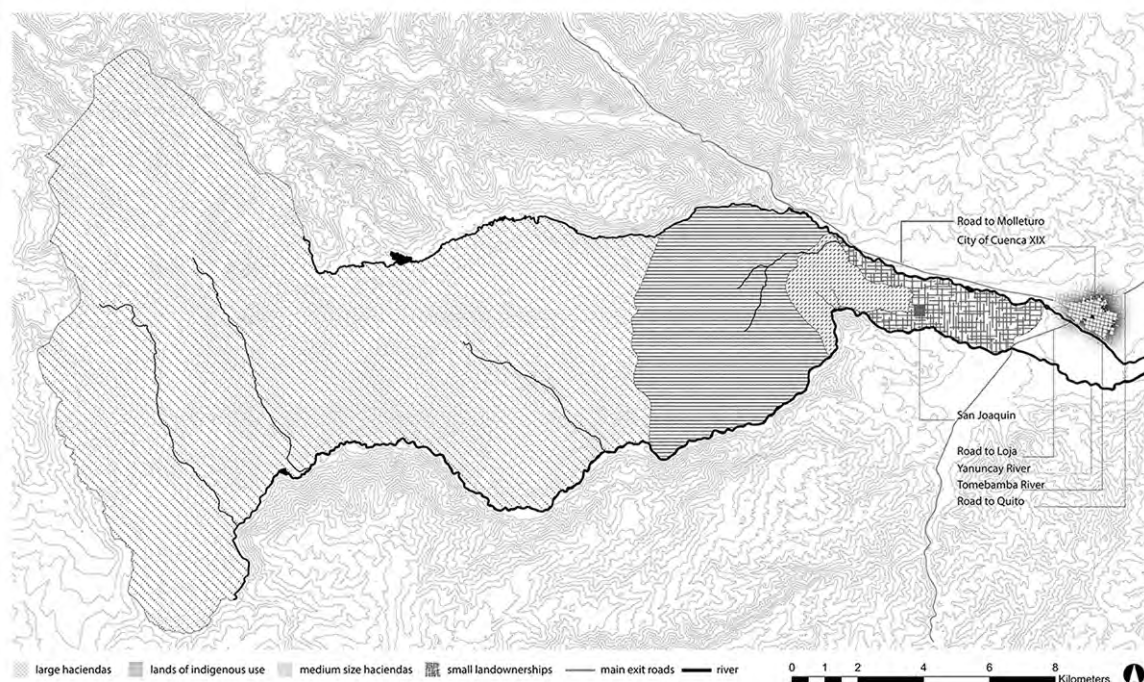 Road to Molleturo
City of Cuenca XIX
San Joaquin
Road to Loja
Yanuncay River
Tomebamba River
Road to Quito
large haciendas lands of indigenous use medium size haciendas small landownerships main exit roads river
0 1 2 4 6 8
Kilometers